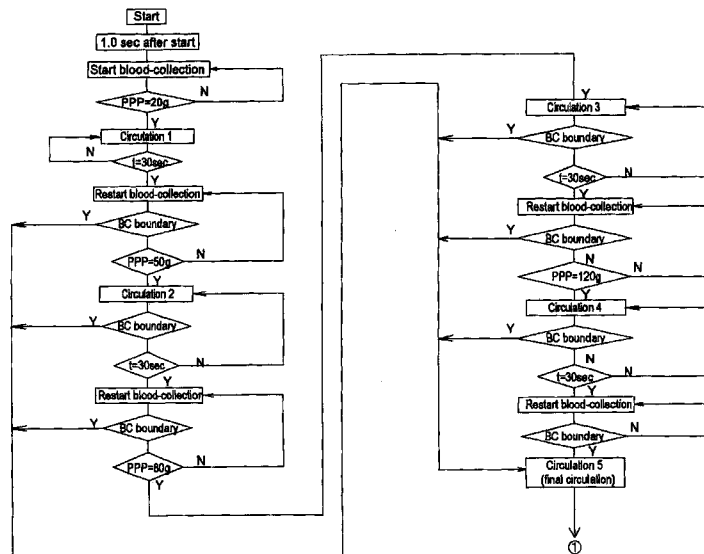 Start
1.0 sec after start
Start blood-collection
N
PPP=20g
Y
Circulation 1
N
t=30sec
Y
Restart blood-collection
Y
BC boundary
N
PPP=50g
Y
Circulation 2
Y
BC boundary
t=30sec
N
Y
Restart blood-collection
Y
BC boundary
N
PPP=80g
Y
Y
Circulation 3
Y
BC boundary
N
t=30sec
Y
Restart blood-collection
Y
BC boundary
N
N
PPP=120g
Y
Circulation 4
Y
BC boundary
N
N
t=30sec
Y
Restart blood-collection
BC boundary
N
Y
Circulation 5
(final circulation)
1